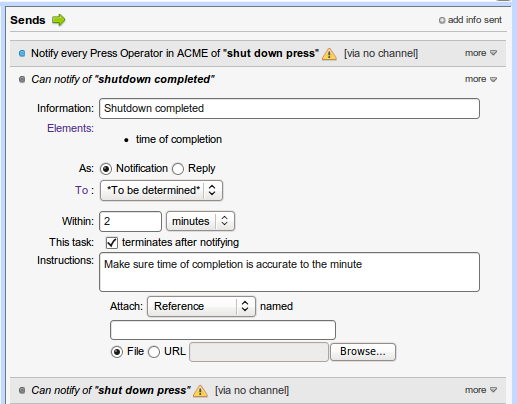 Sends add info sent
Notify every Press Operator in ACME of "shut down press" [via no channel] more
Can notify of "shutdown completed" more
Information: Shutdown completed
Elements:
• time of completion
As: Notification Reply
To : *To be determined*
Within: 2 minutes
This task: terminates after notifying
Instructions: Make sure time of completion is accurate to the minute
Attach: Reference named
File URL Browse...
Can notify of "shut down press" [via no channel] more